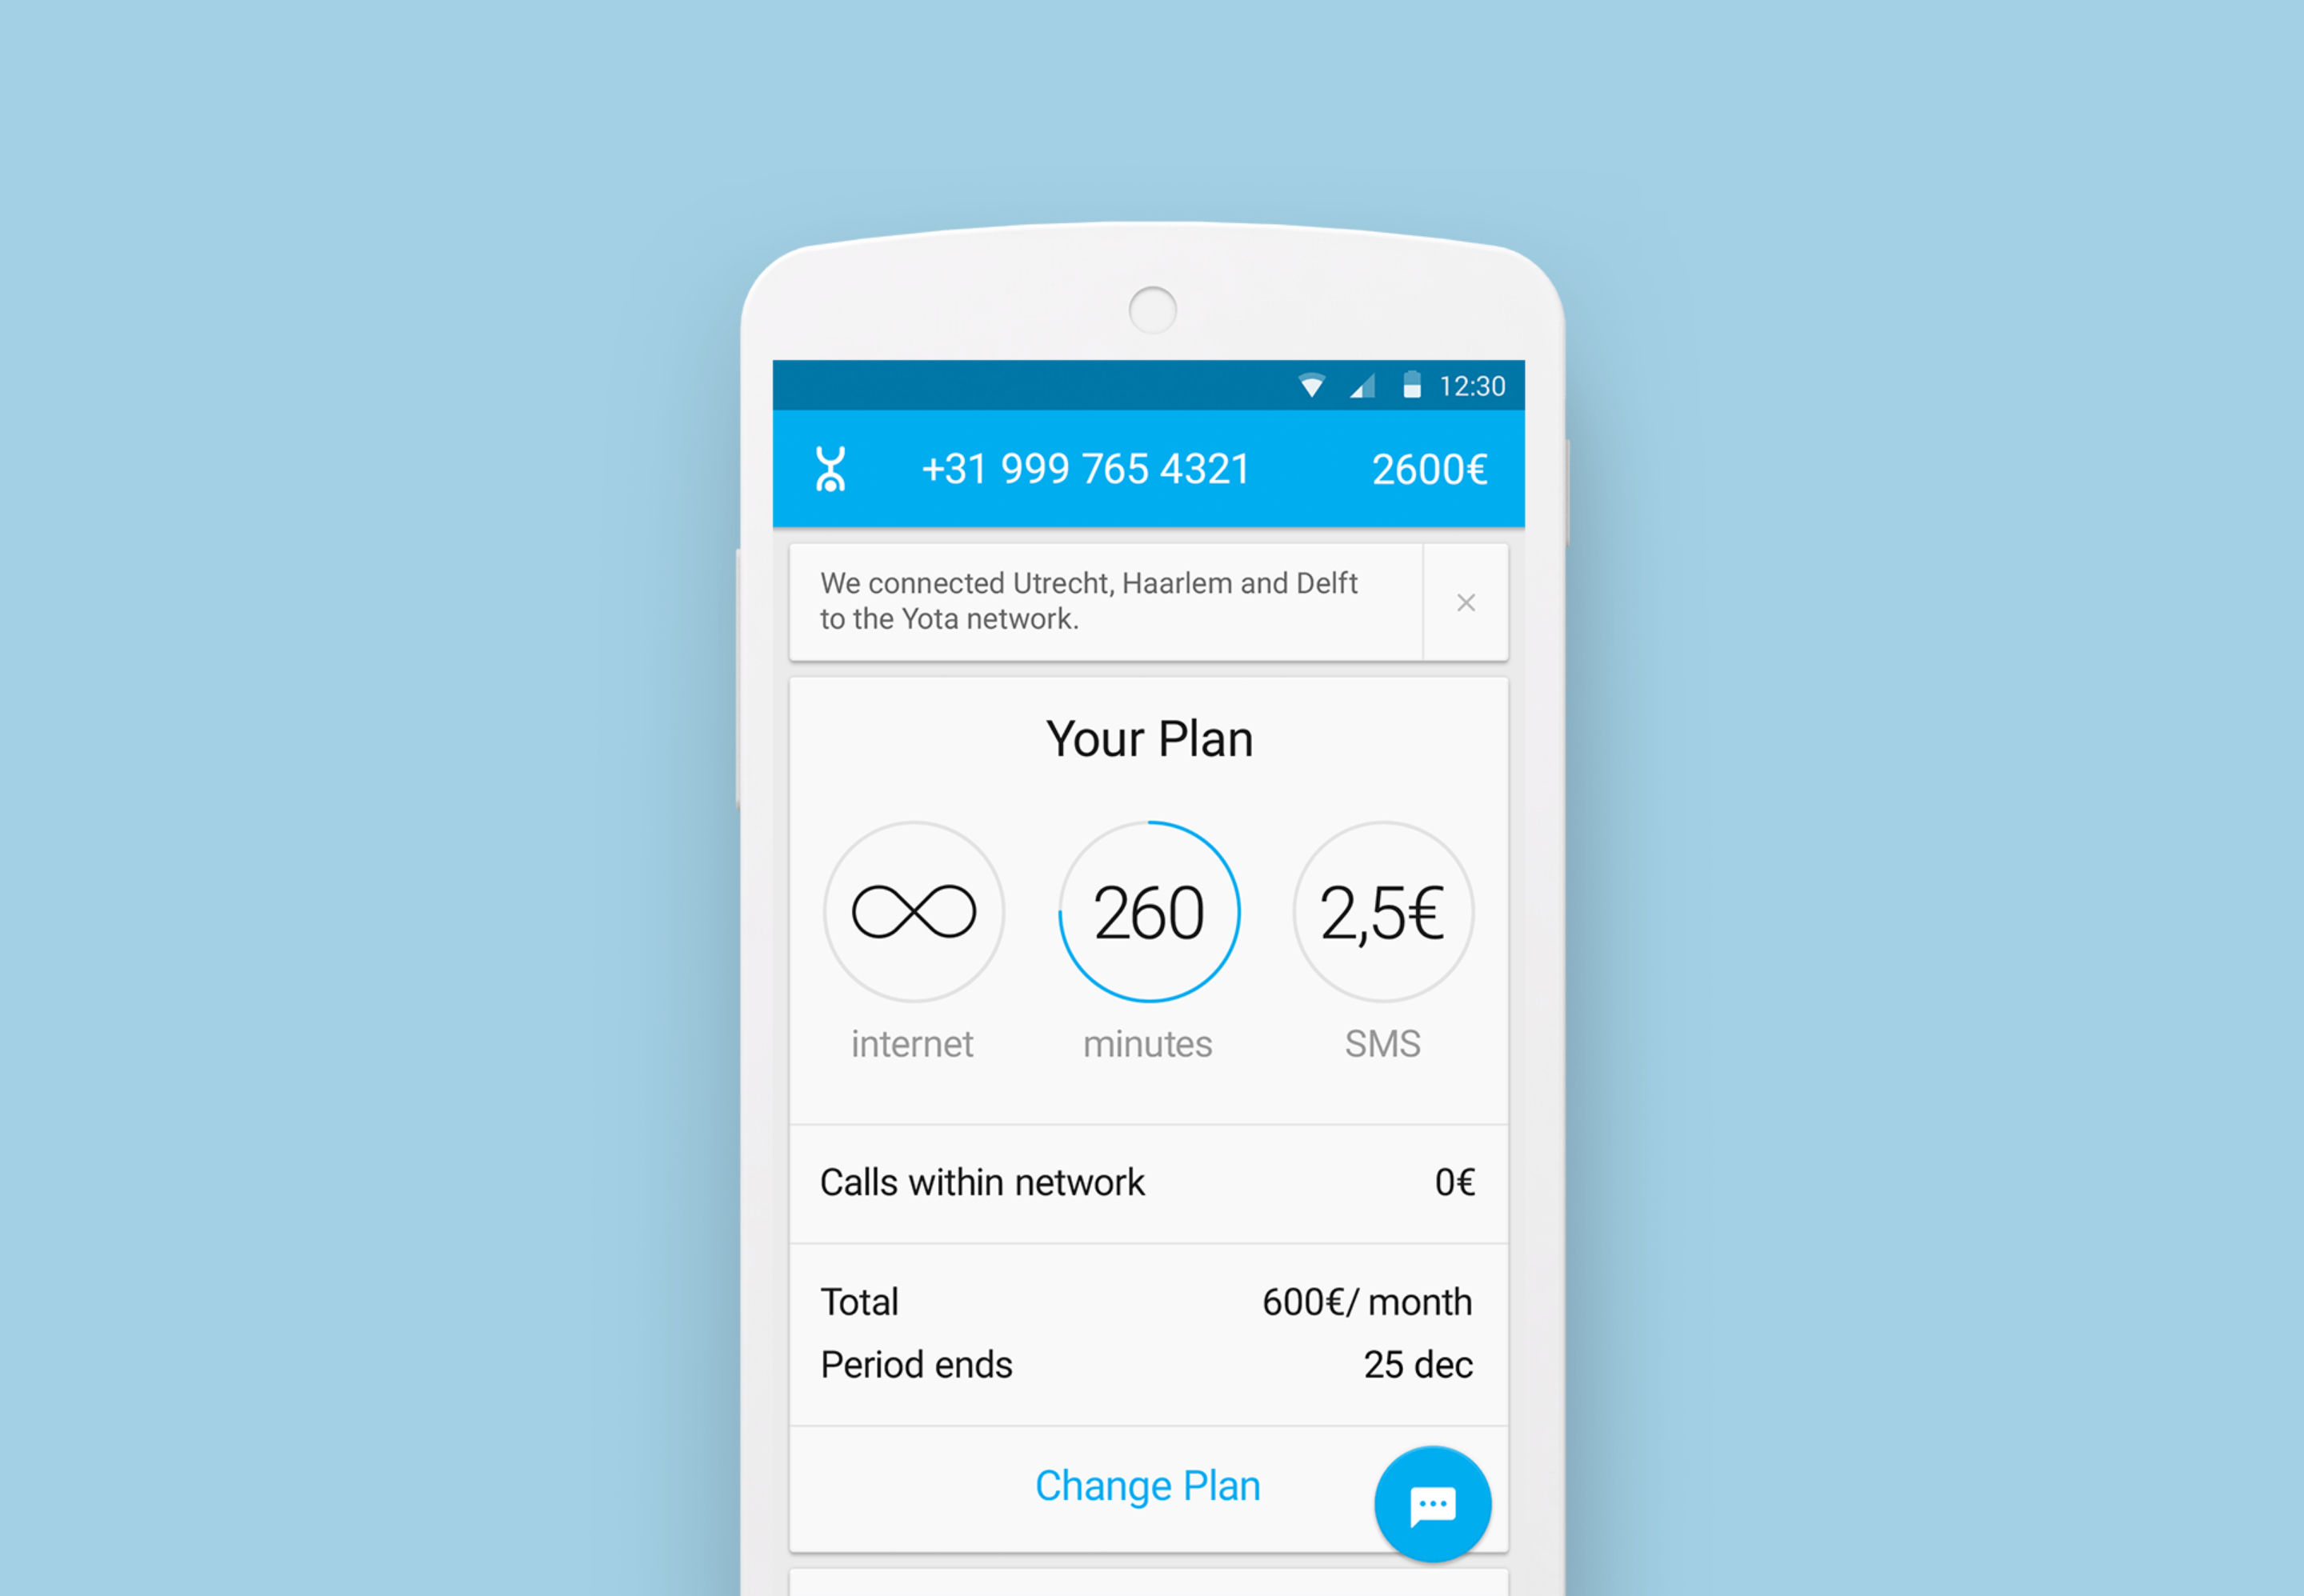 12:30
+31 999 765 4321 2600€
We connected Utrecht, Haarlem and Delft
to the Yota network.
Your Plan
∞ 260 2,5€
internet minutes SMS
Calls within network 0€
Total 600€/ month
Period ends 25 dec
Change Plan